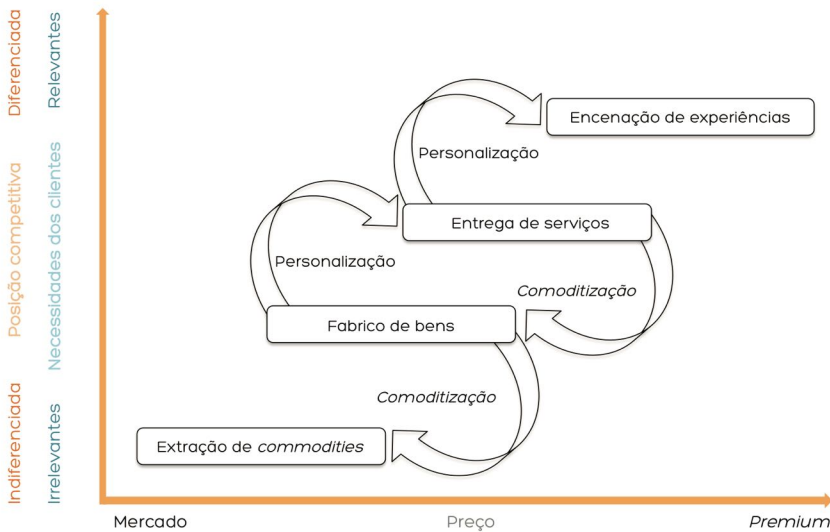 Diferenciada
Relevantes
Posição competitiva
Necessidades dos clientes
Indiferenciada
Irrelevantes
Encenação de experiências
Personalização
Entrega de serviços
Personalização
Comoditização
Fabrico de bens
Comoditização
Extração de commodities
Mercado
Preço
Premium